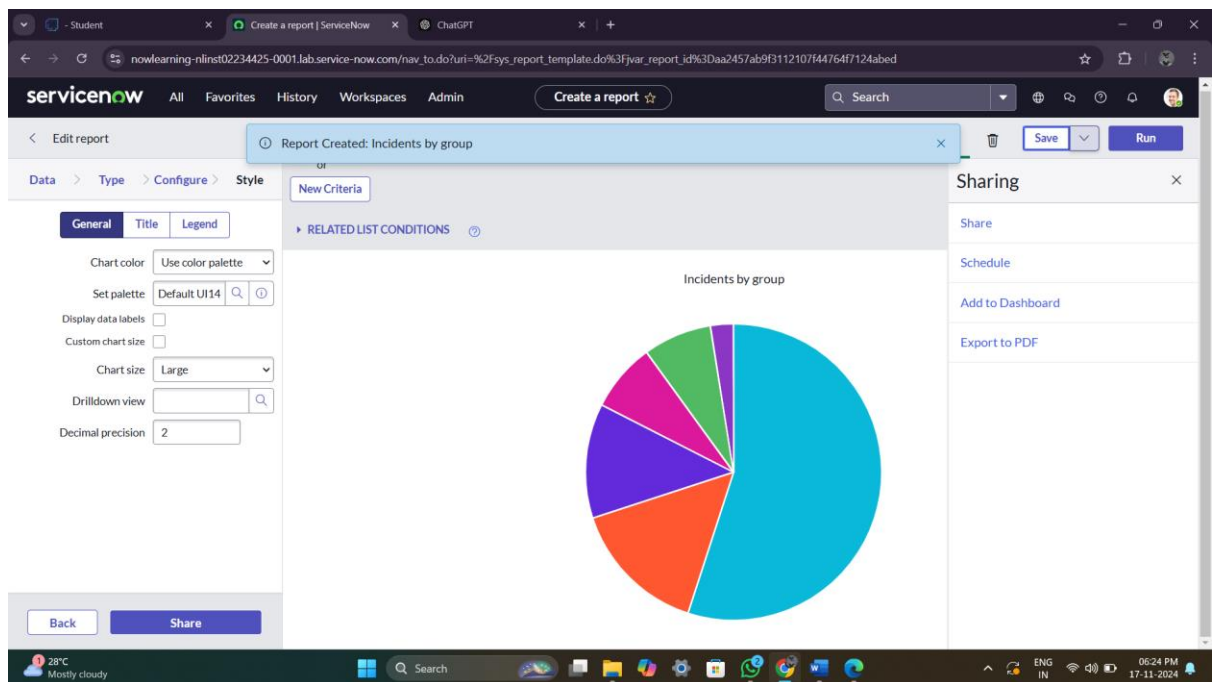 - Student
Create a report | ServiceNow
ChatGPT
nowlearning-nlinst02234425-0001.lab.service-now.com/nav_to.do?uri=%2Fsys_report_template.do%3Fjvar_report_id%3Daa2457ab9f3112107f44764f7124abed
servicenow All Favorites History Workspaces Admin Create a report Search
Edit report Report Created: Incidents by group Save Run
Data > Type > Configure > Style
or
New Criteria
Sharing
General Title Legend
RELATED LIST CONDITIONS
Share
Chart color Use color palette
Schedule
Incidents by group
Set palette Default UI14
Add to Dashboard
Display data labels
Custom chart size
Export to PDF
Chart size Large
Drilldown view
Decimal precision 2
Back Share
1
28°C
Mostly cloudy
Search
ENG
IN
06:24 PM
17-11-2024